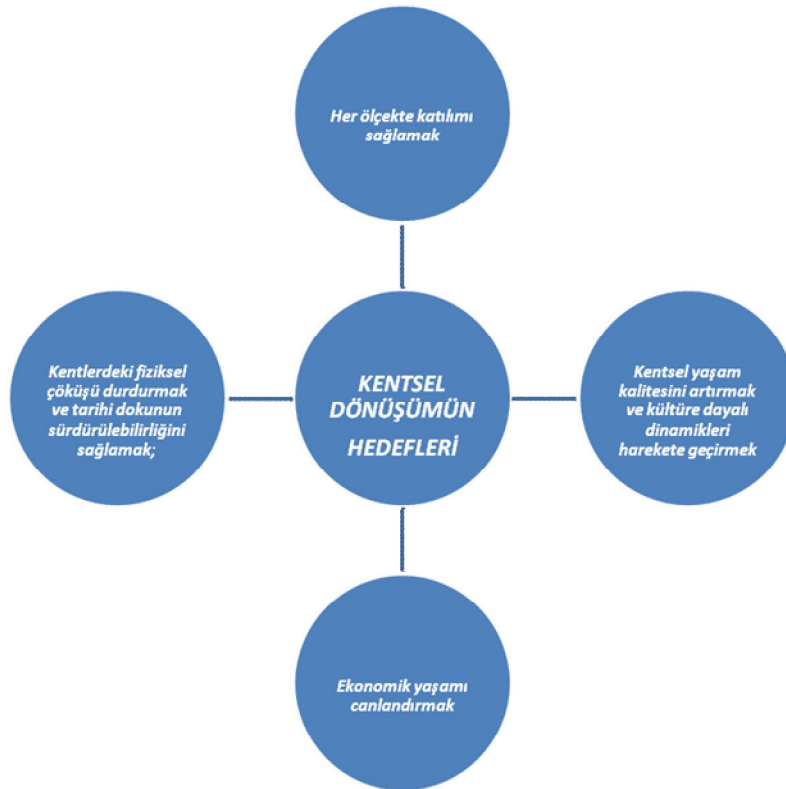 Her ölçekte katılımı
sağlamak
Kentlerdeki fiziksel
çöküşü durdurmak
ve tarihi dokunun
sürdürülebilirliğini
sağlamak;
KENTSEL
DÖNÜŞÜMÜN
HEDEFLERİ
Kentsel yaşam
kalitesini artırmak
ve kültüre dayalı
dinamikleri
harekete geçirmek
Ekonomik yaşamı
canlandırmak